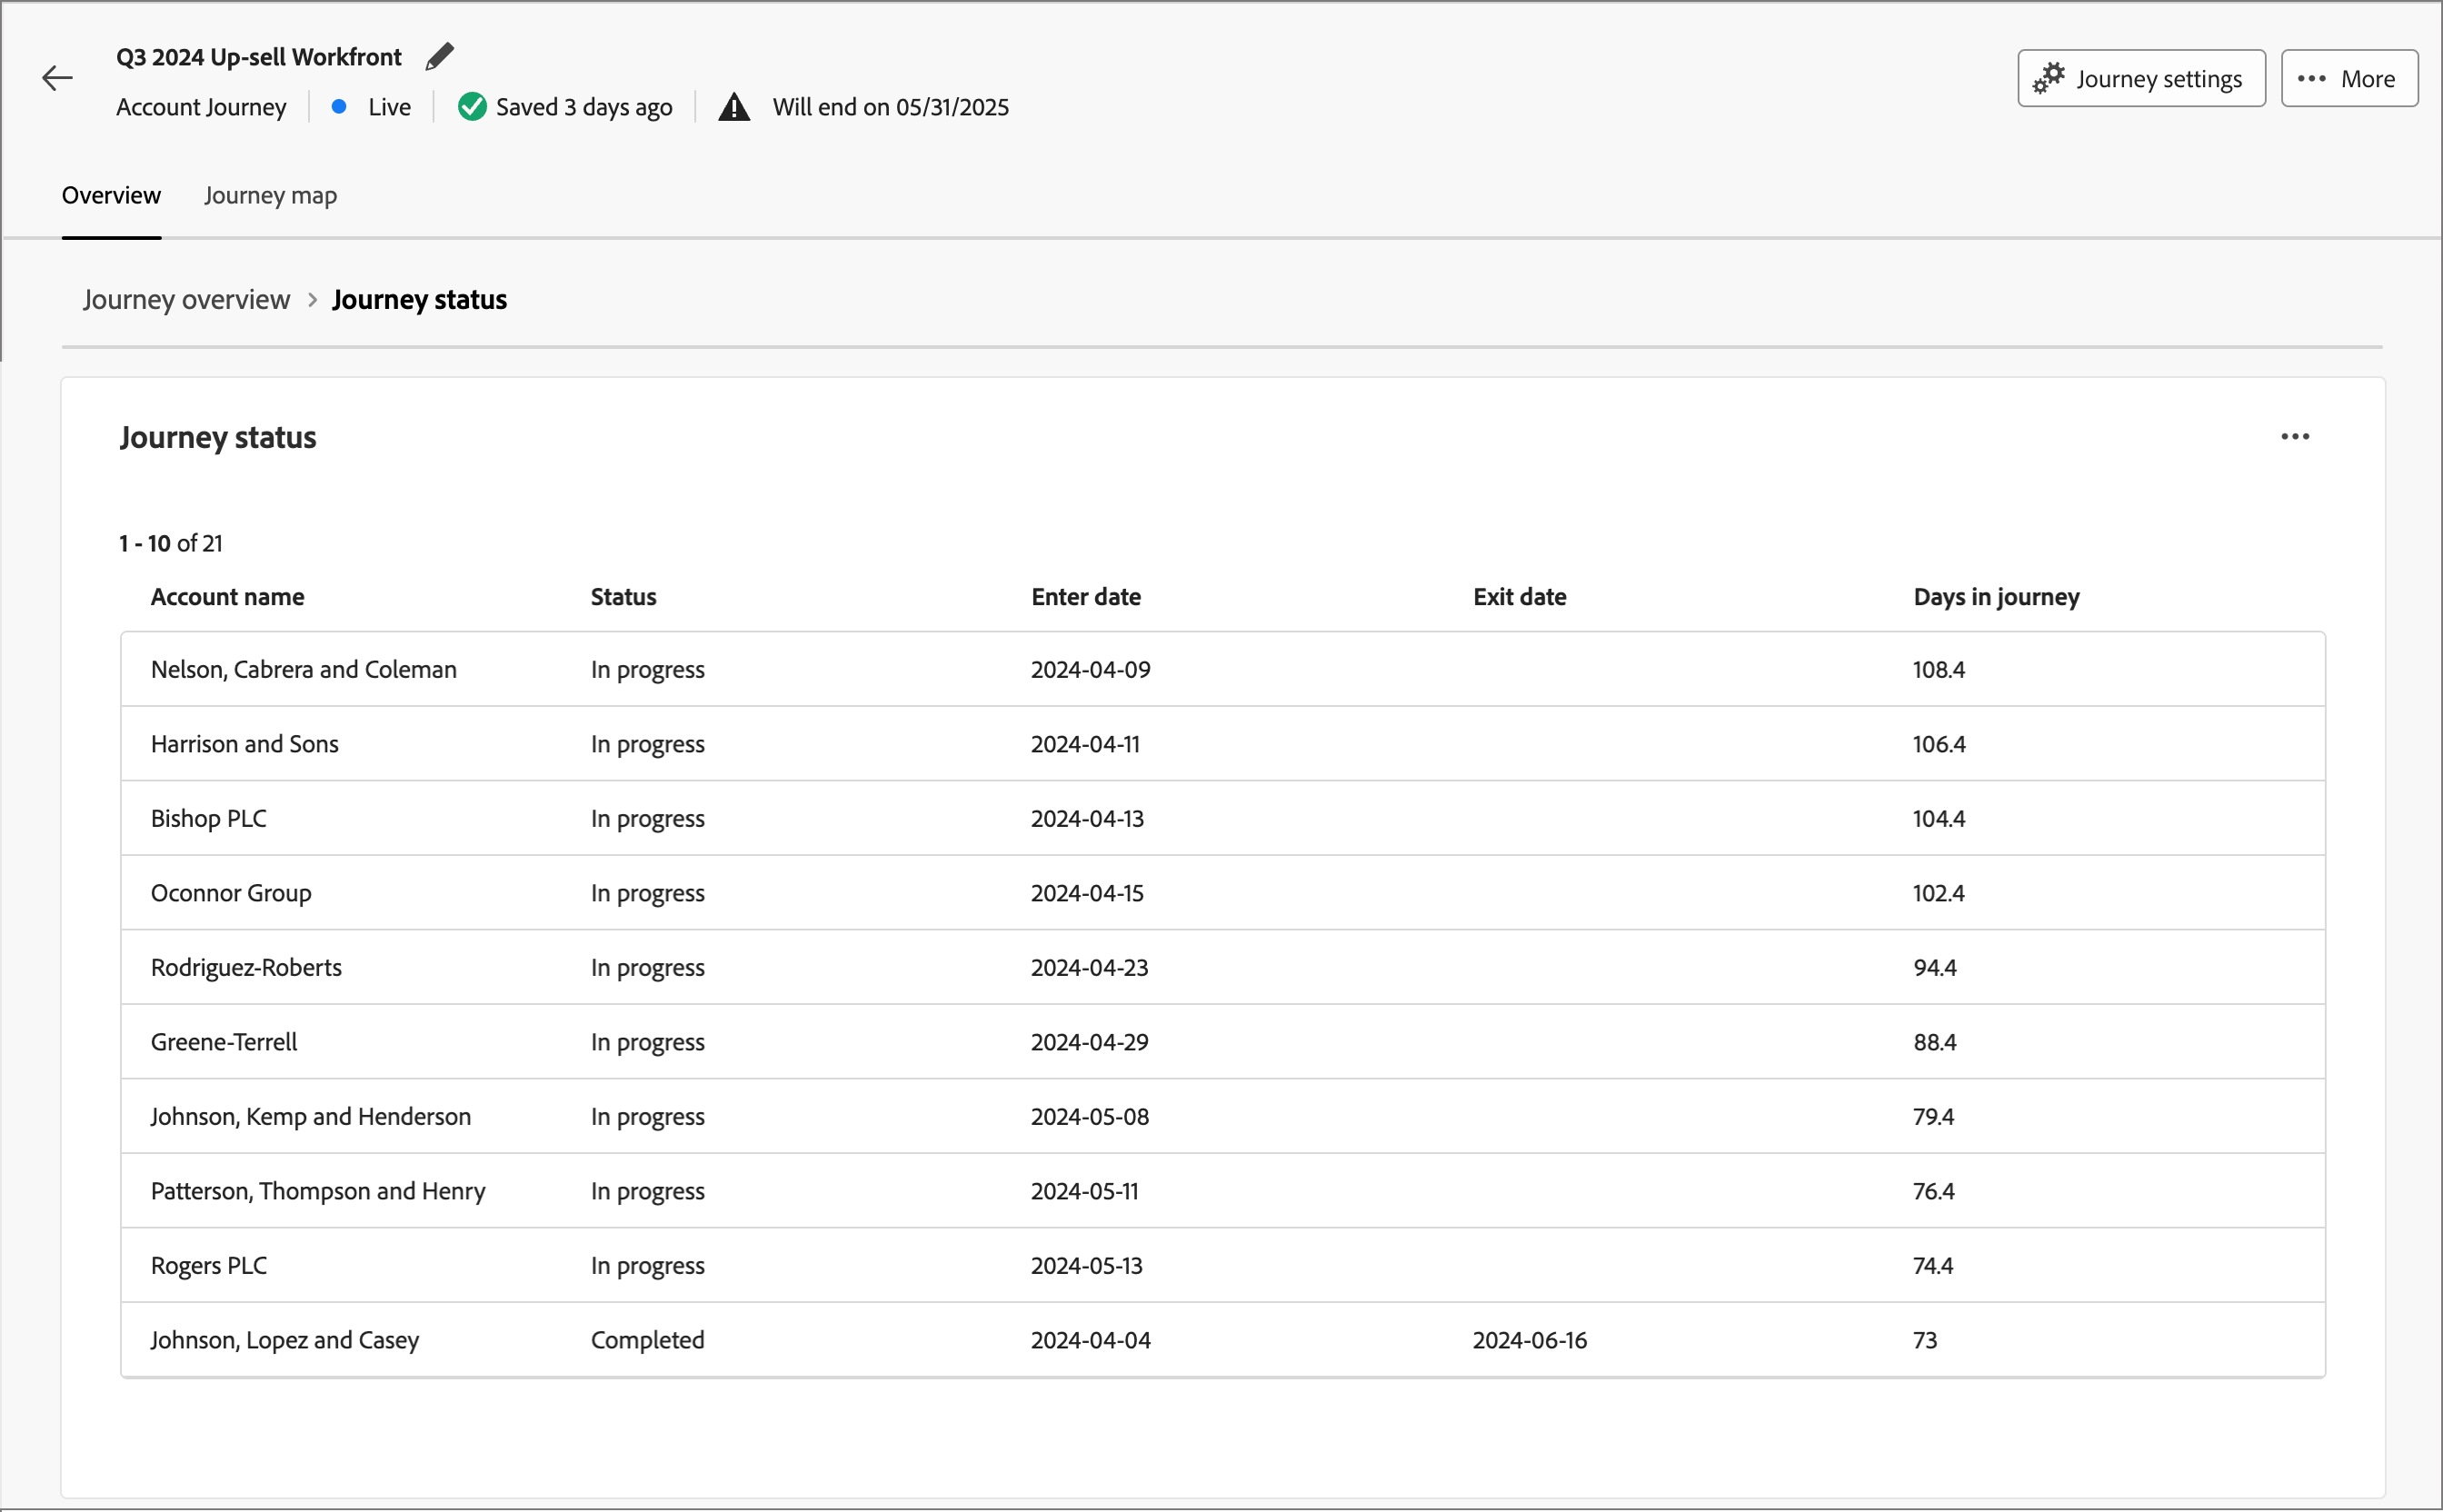 Q3 2024 Up-sell Workfront
Account Journey Live Saved 3 days ago Will end on 05/31/2025
Journey settings More
Overview Journey map
Journey overview > Journey status
Journey status
1 - 10 of 21
Account name Status Enter date Exit date Days in journey
Nelson, Cabrera and Coleman In progress 2024-04-09 108.4
Harrison and Sons In progress 2024-04-11 106.4
Bishop PLC In progress 2024-04-13 104.4
Oconnor Group In progress 2024-04-15 102.4
Rodriguez-Roberts In progress 2024-04-23 94.4
Greene-Terrell In progress 2024-04-29 88.4
Johnson, Kemp and Henderson In progress 2024-05-08 79.4
Patterson, Thompson and Henry In progress 2024-05-11 76.4
Rogers PLC In progress 2024-05-13 74.4
Johnson, Lopez and Casey Completed 2024-04-04 2024-06-16 73